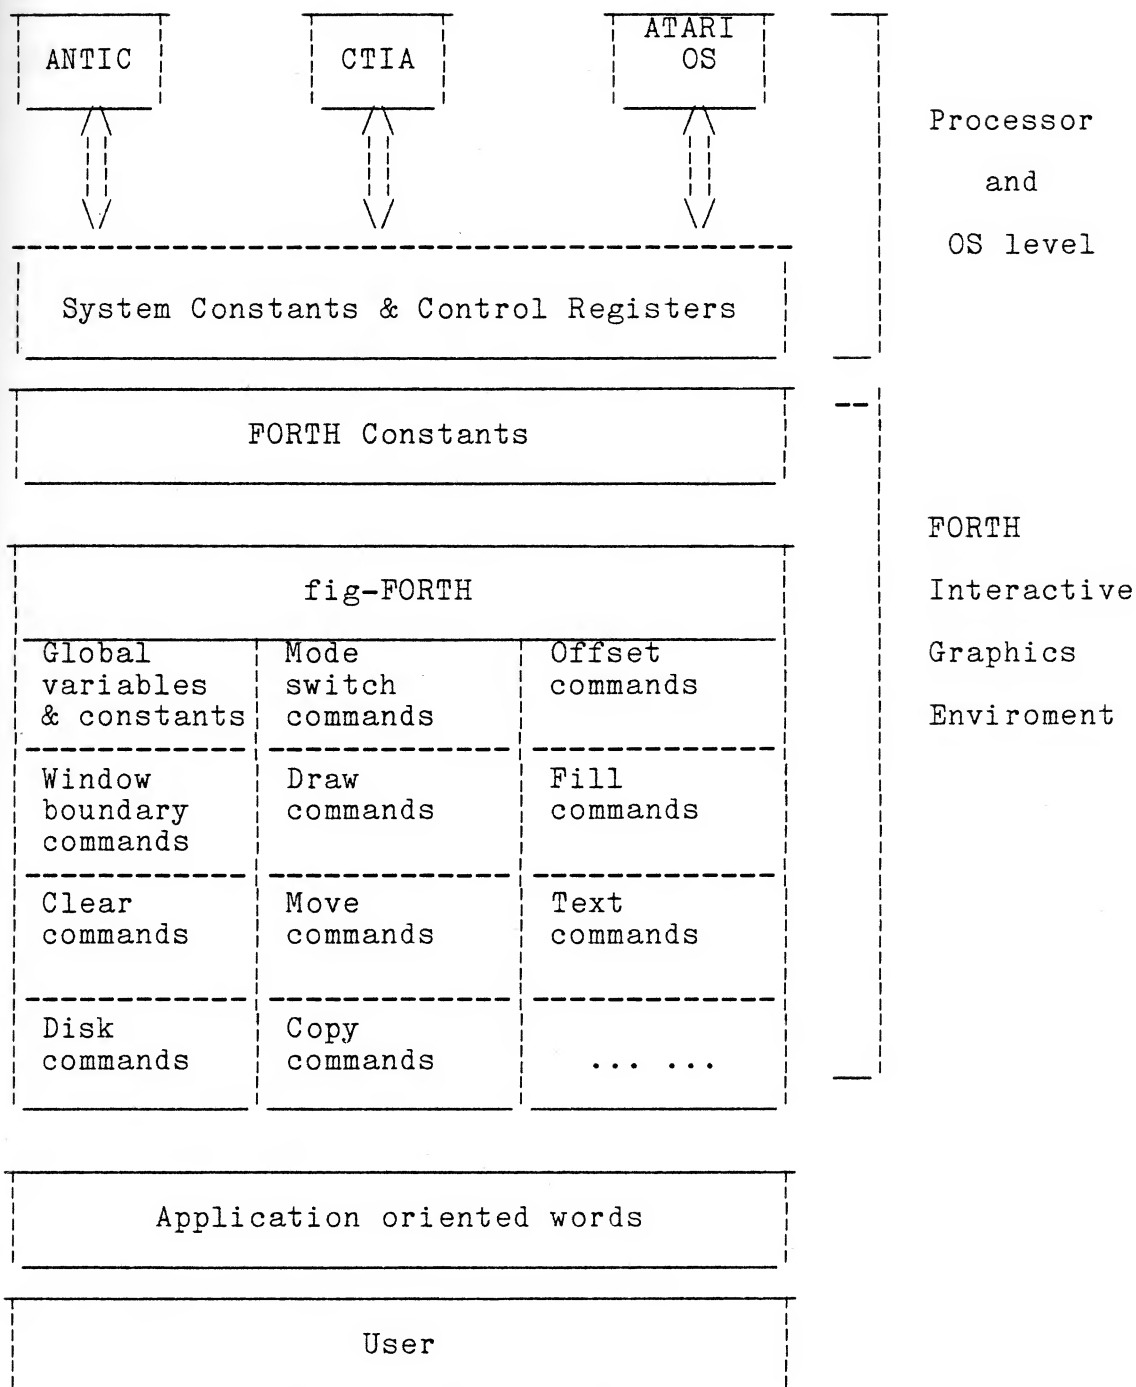 ANTIC
CTIA
ATARI
OS
Processor
and
OS level
System Constants & Control Registers
FORTH Constants
FORTH
Interactive
Graphics
Enviroment
fig-FORTH
Global
variables
& constants
Mode
switch
commands
Offset
commands
Window
boundary
commands
Draw
commands
Fill
commands
Clear
commands
Move
commands
Text
commands
Disk
commands
Copy
commands
... ...
Application oriented words
User